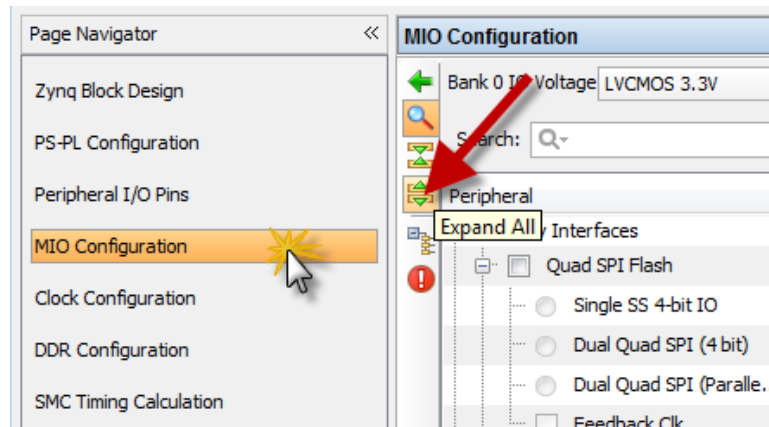 Page Navigator
Zynq Block Design
PS-PL Configuration
Peripheral I/O Pins
MIO Configuration
Clock Configuration
DDR Configuration
SMC Timing Calculation
MIO Configuration
Bank 0 Voltage LVCMOS 3.3V
Search:
Peripheral
Expand All
Interfaces
Quad SPI Flash
Single SS 4-bit IO
Dual Quad SPI (4 bit)
Dual Quad SPI (Paralle.
Feedback Clk